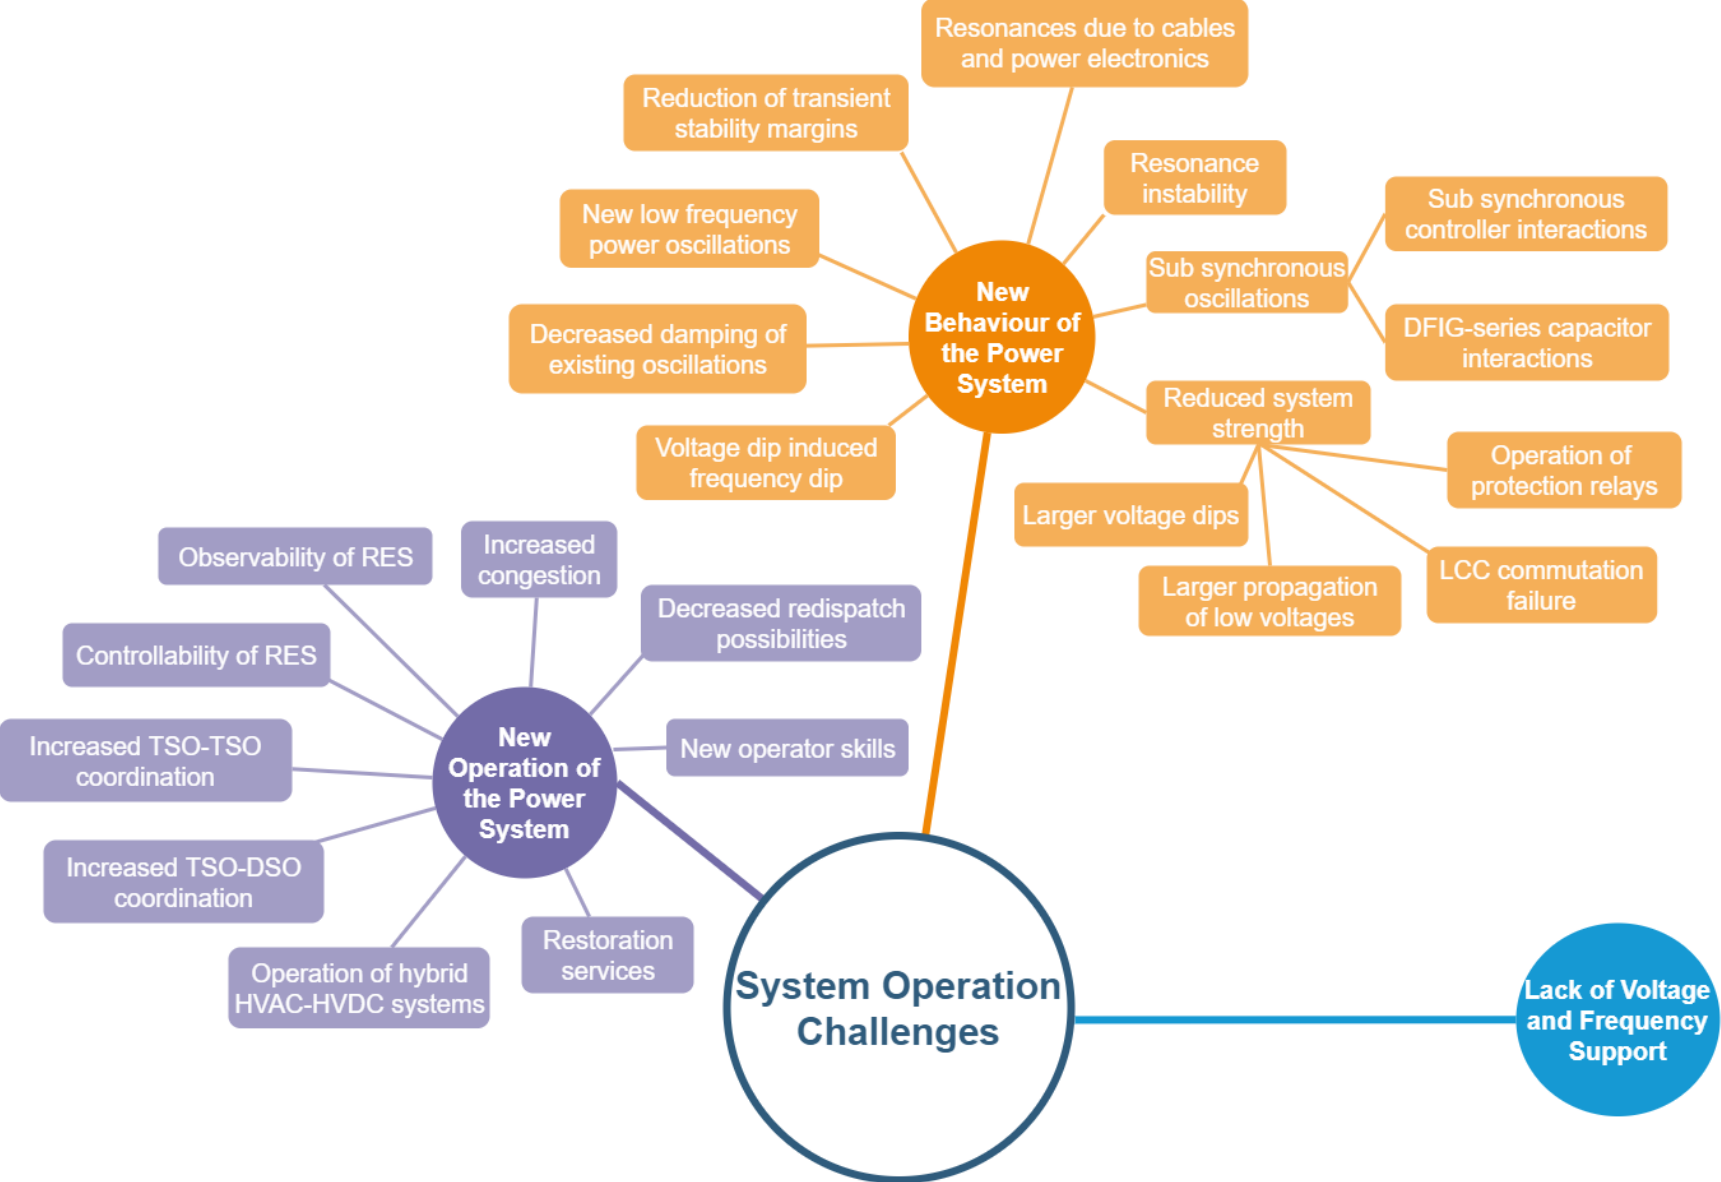 Resonances due to cables
and power electronics
Reduction of transient
stability margins
Resonance
instability
New low frequency
power oscillations
Sub synchronous
controller interactions
Sub synchronous
oscillations
New
Behaviour of
the Power
System
Decreased damping of
existing oscillations
DFIG-series capacitor
interactions
Reduced system
strength
Voltage dip induced
frequency dip
Operation of
protection relays
Larger voltage dips
LCC commutation
failure
Larger propagation
of low voltages
Observability of RES
Increased
congestion
Decreased redispatch
possibilities
Controllability of RES
New operator skills
Increased TSO-TSO
coordination
New
Operation of
the Power
System
Increased TSO-DSO
coordination
Operation of hybrid
HVAC-HVDC systems
Restoration
services
System Operation
Challenges
Lack of Voltage
and Frequency
Support